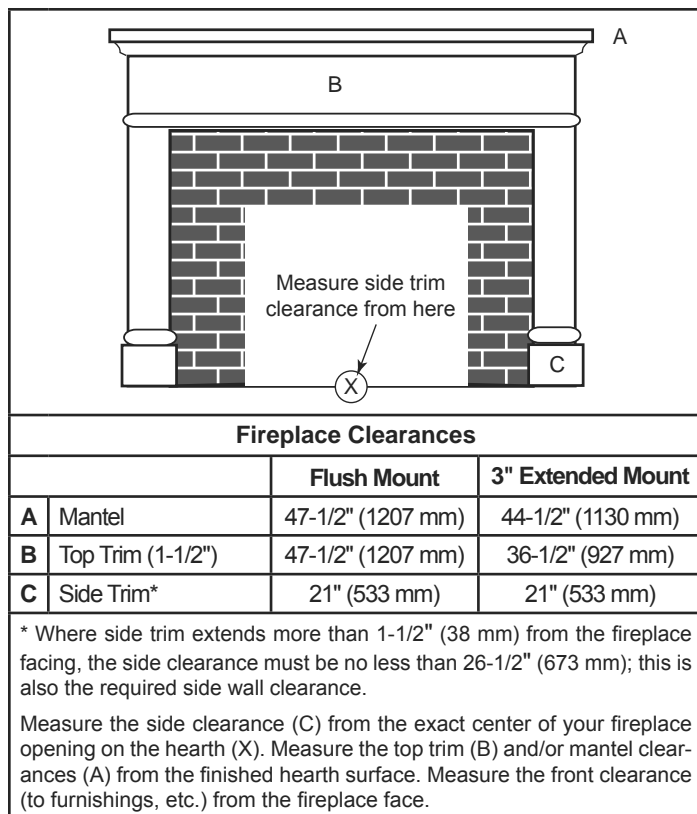 A
B
Measure side trim
clearance from here
C
X
Fireplace Clearances
Flush Mount 3" Extended Mount
A Mantel 47-1/2" (1207 mm) 44-1/2" (1130 mm)
B Top Trim (1-1/2") 47-1/2" (1207 mm) 36-1/2" (927 mm)
C Side Trim* 21" (533 mm) 21" (533 mm)
* Where side trim extends more than 1-1/2" (38 mm) from the fireplace
facing, the side clearance must be no less than 26-1/2" (673 mm); this is
also the required side wall clearance.
Measure the side clearance (C) from the exact center of your fireplace
opening on the hearth (X). Measure the top trim (B) and/or mantel clear-
ances (A) from the finished hearth surface. Measure the front clearance
(to furnishings, etc.) from the fireplace face.